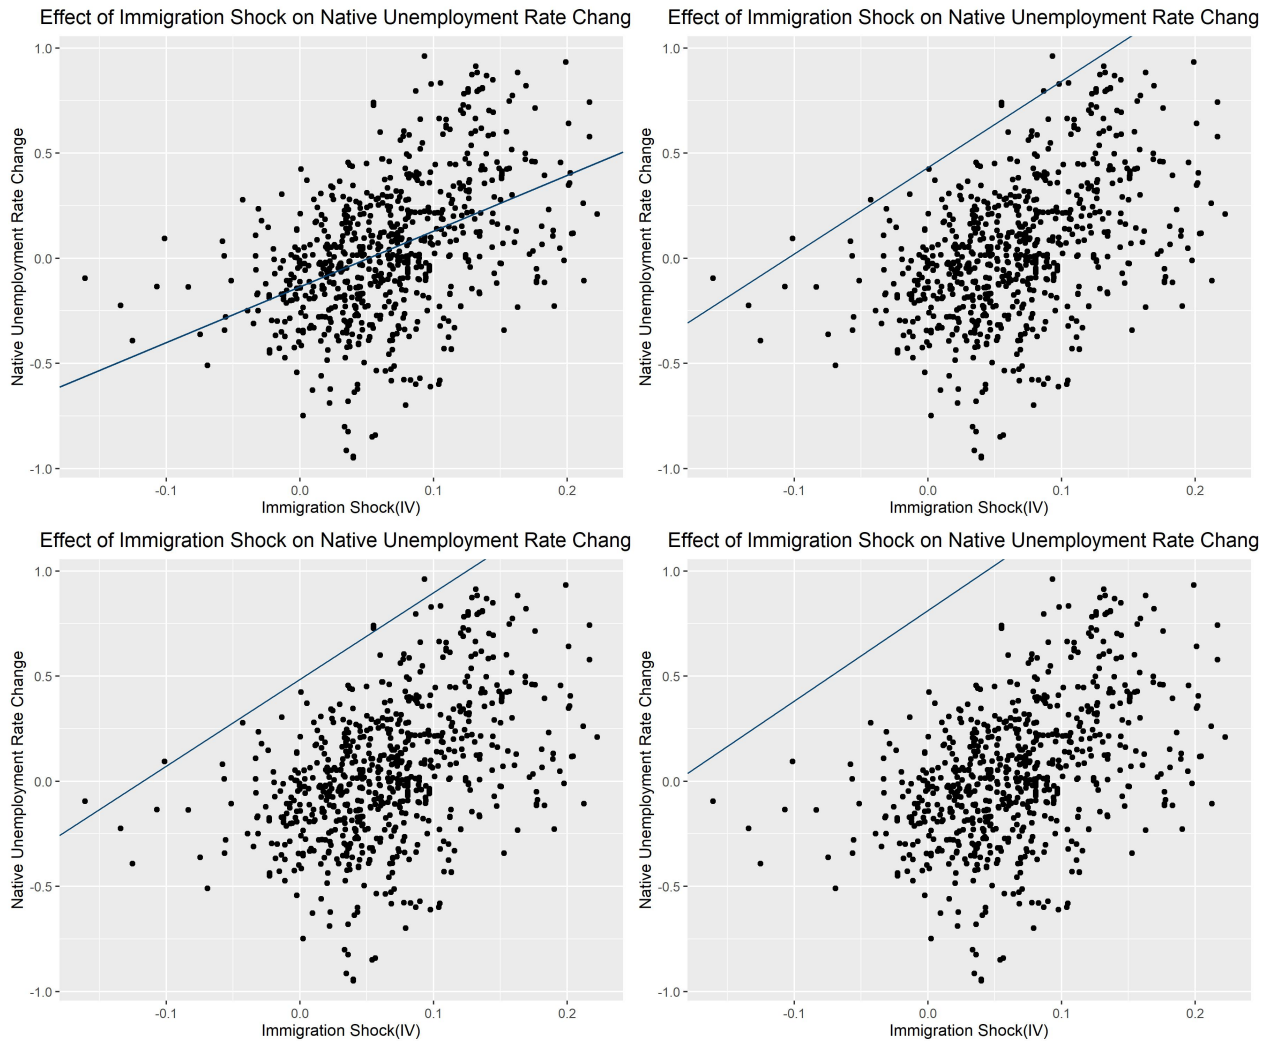 Effect of Immigration Shock on Native Unemployment Rate Chang
Native Unemployment Rate Change
1.0
0.5
0.0
-0.5
-1.0
-0.1 0.0 0.1 0.2
Immigration Shock(IV)
Effect of Immigration Shock on Native Unemployment Rate Chang
Native Unemployment Rate Change
1.0
0.5
0.0
-0.5
-1.0
-0.1 0.0 0.1 0.2
Immigration Shock(IV)
Effect of Immigration Shock on Native Unemployment Rate Chang
Native Unemployment Rate Change
1.0
0.5
0.0
-0.5
-1.0
-0.1 0.0 0.1 0.2
Immigration Shock(IV)
Effect of Immigration Shock on Native Unemployment Rate Chang
Native Unemployment Rate Change
1.0
0.5
0.0
-0.5
-1.0
-0.1 0.0 0.1 0.2
Immigration Shock(IV)